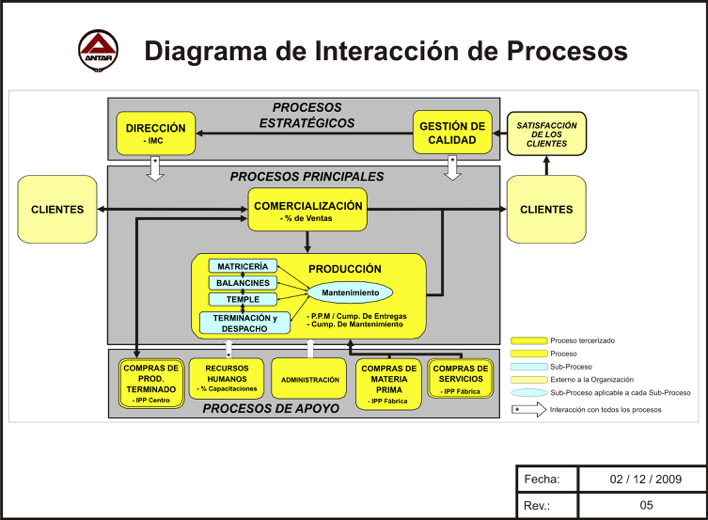 ANTAR
Diagrama de Interacción de Procesos
PROCESOS
ESTRATÉGICOS
DIRECCIÓN
- IMC
GESTIÓN DE
CALIDAD
SATISFACCIÓN
DE LOS
CLIENTES
*
*
PROCESOS PRINCIPALES
CLIENTES
COMERCIALIZACIÓN
- % de Ventas
CLIENTES
PRODUCCIÓN
MATRICERÍA
BALANCINES
TEMPLE
TERMINACIÓN y
DESPACHO
Mantenimiento
- P.P.M / Cump. De Entregas
- Cump. De Mantenimiento
*
COMPRAS DE
PROD.
TERMINADO
- IPP Centro
RECURSOS
HUMANOS
- % Capacitaciones
ADMINISTRACIÓN
COMPRAS DE
MATERIA
PRIMA
- IPP Fábrica
COMPRAS DE
SERVICIOS
- IPP Fábrica
PROCESOS DE APOYO
Proceso tercerizado
Proceso
Sub-Proceso
Externo a la Organización
Sub-Proceso aplicable a cada Sub-Proceso
* Interacción con todos los procesos
Fecha: 02 / 12 / 2009
Rev.: 05